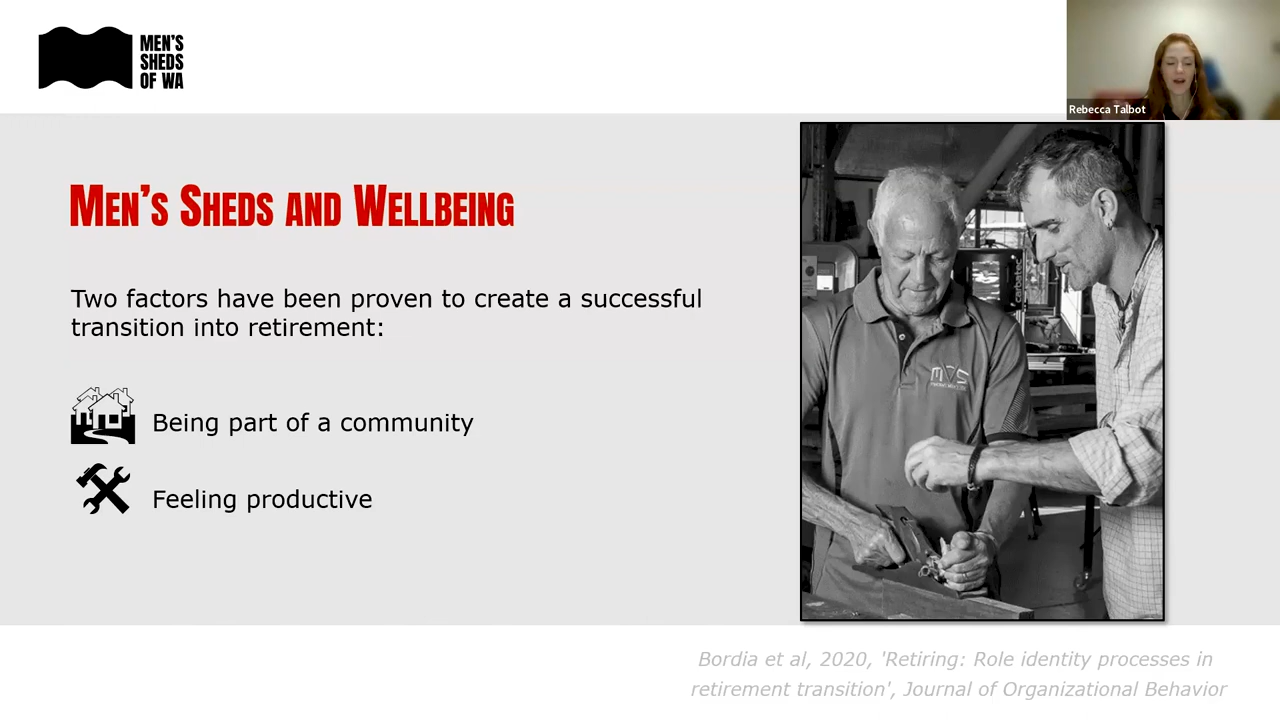 MEN'S
SHEDS
OF WA
Rebecca Talbot
MEN'S SHEDS AND WELLBEING
Two factors have been proven to create a successful
transition into retirement:
Being part of a community
Feeling productive
carbatec
MVS
Bordia et al, 2020, 'Retiring: Role identity processes in
retirement transition', Journal of Organizational Behavior